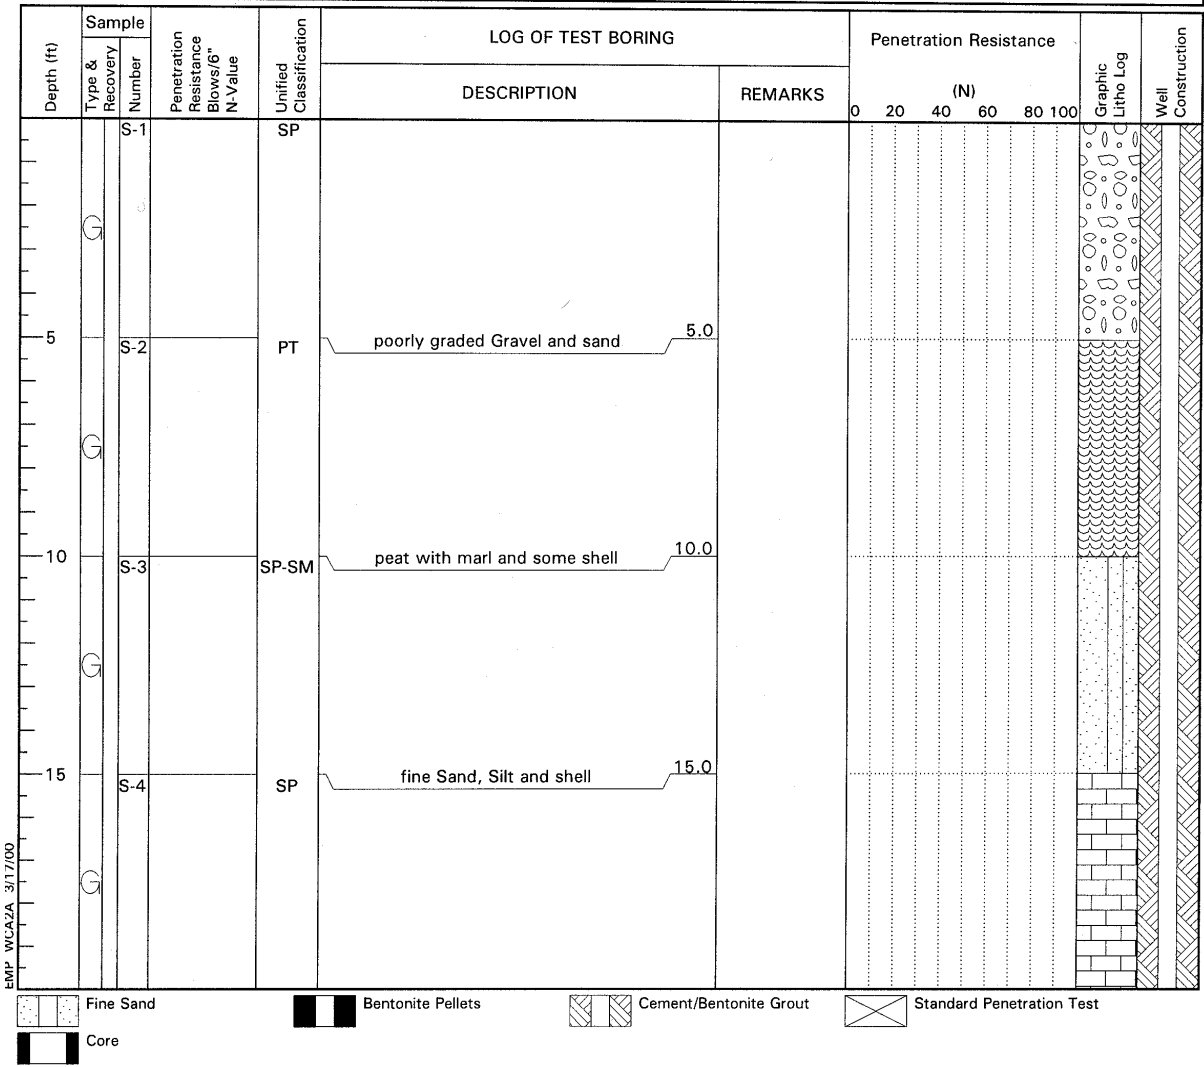 Sample
LOG OF TEST BORING
Penetration Resistance
Depth (ft)
Type &
Recovery
Number
Penetration
Resistance
Blows/6"
N-Value
Unified
Classification
DESCRIPTION
REMARKS
(N)
0 20 40 60 80 100
Graphic
Litho Log
Well
Construction
S-1 SP
G
5 S-2 PT poorly graded Gravel and sand 5.0
G
10 S-3 SP-SM peat with marl and some shell 10.0
G
15 S-4 SP fine Sand, Silt and shell 15.0
G
EMP WCA2A 3/17/00
Fine Sand Bentonite Pellets Cement/Bentonite Grout Standard Penetration Test
Core